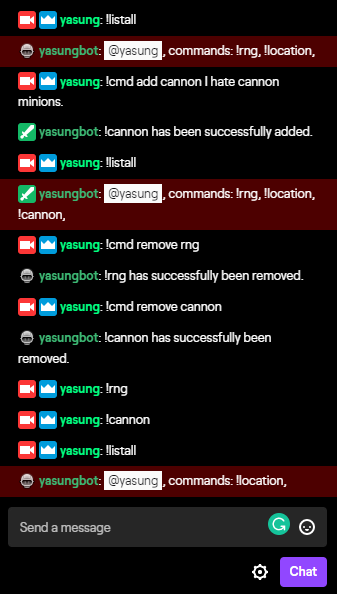 yasung: !listall
yasungbot: @yasung, commands: !rng, !location,
yasung: !cmd add cannon I hate cannon
minions.
yasungbot: !cannon has been successfully added.
yasung: !listall
yasungbot: @yasung, commands: !rng, !location,
!cannon,
yasung: !cmd remove rng
yasungbot: !rng has successfully been removed.
yasung: !cmd remove cannon
yasungbot: !cannon has successfully been
removed.
yasung: !rng
yasung: !cannon
yasung: !listall
yasungbot: @yasung, commands: !location,
Send a message
Chat